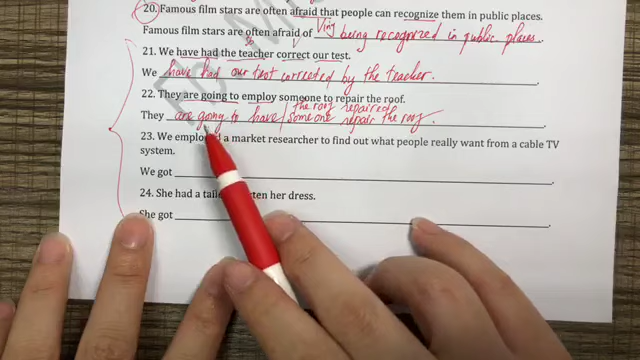 20. Famous film stars are often afraid that people can recognize them in public places.
Ving
Famous film stars are often afraid of being recognized in public places.
21. We have had the teacher correct our test.
We have had our test corrected by the teacher.
22. They are going to employ someone to repair the roof.
the roof repaired
They are going to have / someone repair the roof.
23. We employed a market researcher to find out what people really want from a cable TV
system.
We got
24. She had a dress.
She got